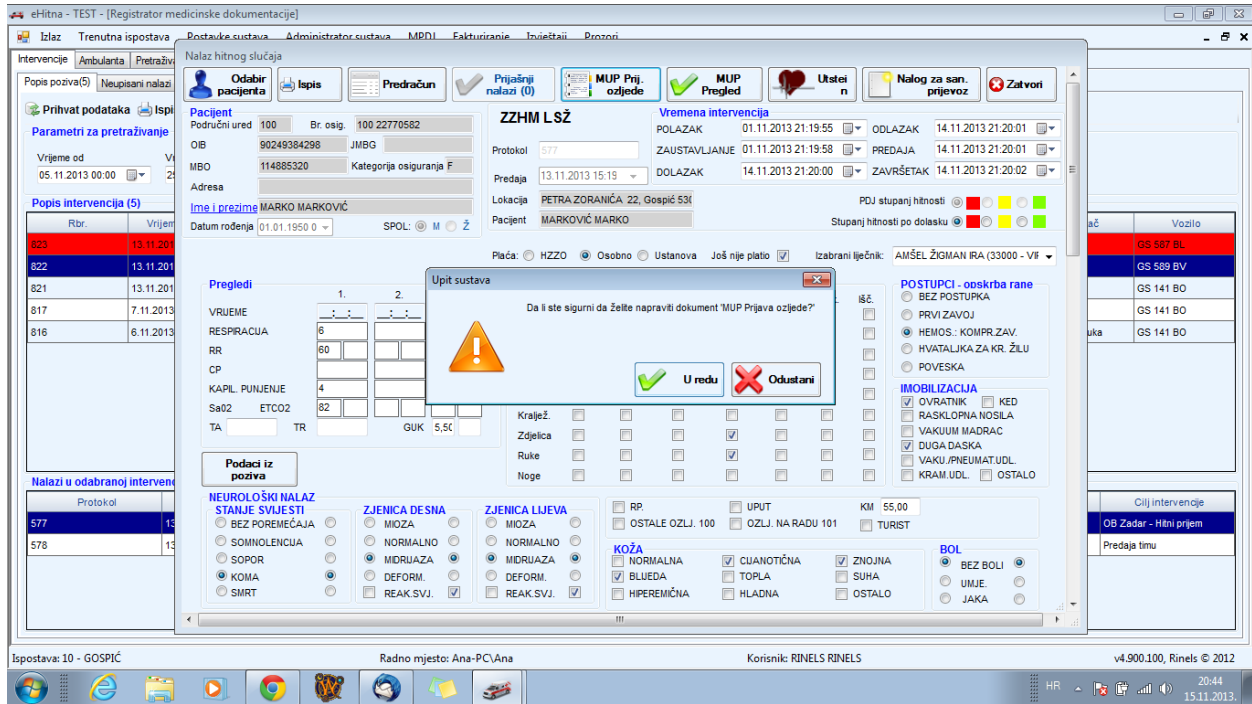 eHitna - TEST - [Registrator medicinske dokumentacije]
Izlaz Trenutna ispostava Postavke sustava Administrator sustava MPDJ Fakturiranje Izvještaji Prozori
Intervencije Ambulanta
Popis poziva(5) Neupisani nalazi
Prihvat podataka
Parametri za pretraživanje
Vrijeme od
05.11.2013 00:00
Popis intervencija (5)
Rbr.
823 13.11.201
822 13.11.201
821 13.11.201
817 7.11.2013
816 6.11.2013
Nalazi u odabranoj
Protokol
577
578
Nalaz hitnog slučaja
Odabir pacijenta Ispis Predračun Prijašnji nalazi (0) MUP Prij. ozljede MUP Pregled Utstei n Nalog za san. prijevoz Zatvori
Pacijent
Područni ured 100 Br. osig. 100 22770582
OIB 90249384298 JMBG
MBO 114885320 Kategorija osiguranja F
Adresa
Ime i prezime MARKO MARKOVIĆ
Datum rođenja 01.01.1950 0 SPOL: M Ž
ZZHM LSŽ
Protokol 577
Predaja 13.11.2013 15:19
Lokacija PETRA ZORANIĆA 22, Gospić
Pacijent MARKOVIĆ MARKO
Vremena intervencija
POLAZAK 01.11.2013 21:19:55 ODLAZAK 14.11.2013 21:20:01
ZAUSTAVLJANJE 01.11.2013 21:19:58 PREDAJA 14.11.2013 21:20:01
DOLAZAK 14.11.2013 21:20:00 ZAVRŠETAK 14.11.2013 21:20:02
PDJ stupanj hitnosti
Stupanj hitnosti po dolasku
Plaća: HZZO Osobno Ustanova Još nije platio Izabrani liječnik: AMŠEL ŽIGMAN IRA (33000 -
Pregledi
1. 2.
VRIJEME __:__:__ __:__:__
RESPIRACIJA 6
RR 60
CP
KAPIL. PUNJENJE 4
Sa02 ETCO2 82
TA TR GUK 5,50
Podaci iz poziva
Upit sustava
Da li ste sigurni da želite napraviti dokument 'MUP Prijava ozljede?'
U redu Odustani
Išč.
Kraljež.
Zdjelica
Ruke
Noge
POSTUPCI - opskrba rane
BEZ POSTUPKA
PRVI ZAVOJ
HEMOS.: KOMPR.ZAV.
HVATALJKA ZA KR. ŽILU
POVESKA
IMOBILIZACIJA
OVRATNIK KED
RASKLOPNA NOSILA
VAKUUM MADRAC
DUGA DASKA
VAKU./PNEUMAT.UDL.
KRAM.UDL. OSTALO
NEUROLOŠKI NALAZ
STANJE SVIJESTI
BEZ POREMEĆAJA
SOMNOLENCIJA
SOPOR
KOMA
SMRT
ZJENICA DESNA
MIOZA
NORMALNO
MIDRIJAZA
DEFORM.
REAK.SVJ.
ZJENICA LIJEVA
MIOZA
NORMALNO
MIDRIJAZA
DEFORM.
REAK.SVJ.
RP. UPUT KM 55,00
OSTALE OZLJ. 100 OZLJ. NA RADU 101 TURIST
KOŽA
NORMALNA CIJANOTIČNA ZNOJNA
BLIJEDA TOPLA SUHA
HIPEREMIČNA HLADNA OSTALO
BOL
BEZ BOLI
UMJE.
JAKA
Vozilo
GS 587 BL
GS 589 BV
GS 141 BO
GS 141 BO
GS 141 BO
Cilj intervencije
OB Zadar - Hitni prijem
Predaja timu
Ispostava: 10 - GOSPIĆ Radno mjesto: Ana-PC\Ana Korisnik: RINELS RINELS v4.900.100, Rinels © 2012
HR 20:44
15.11.2013.